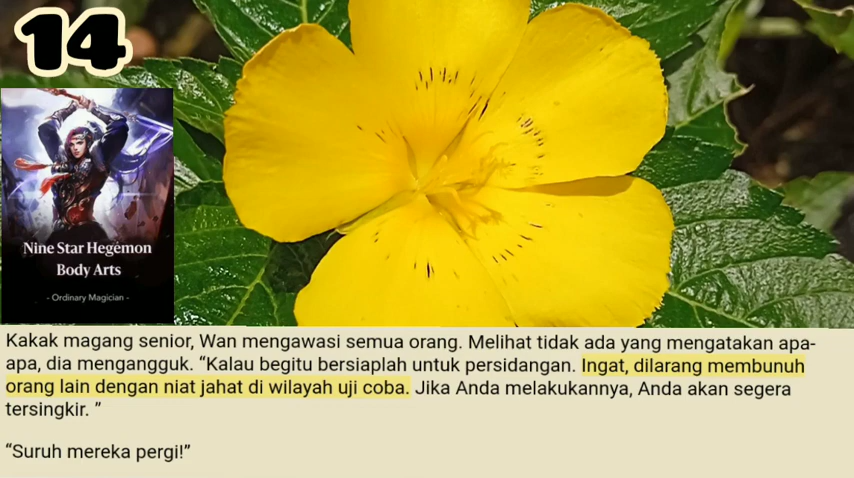 14
Nine Star Hegemon
Body Arts
- Ordinary Magician -
Kakak magang senior, Wan mengawasi semua orang. Melihat tidak ada yang mengatakan apa-
apa, dia mengangguk. “Kalau begitu bersiaplah untuk persidangan. Ingat, dilarang membunuh
orang lain dengan niat jahat di wilayah uji coba. Jika Anda melakukannya, Anda akan segera
tersingkir. ”
“Suruh mereka pergi!”